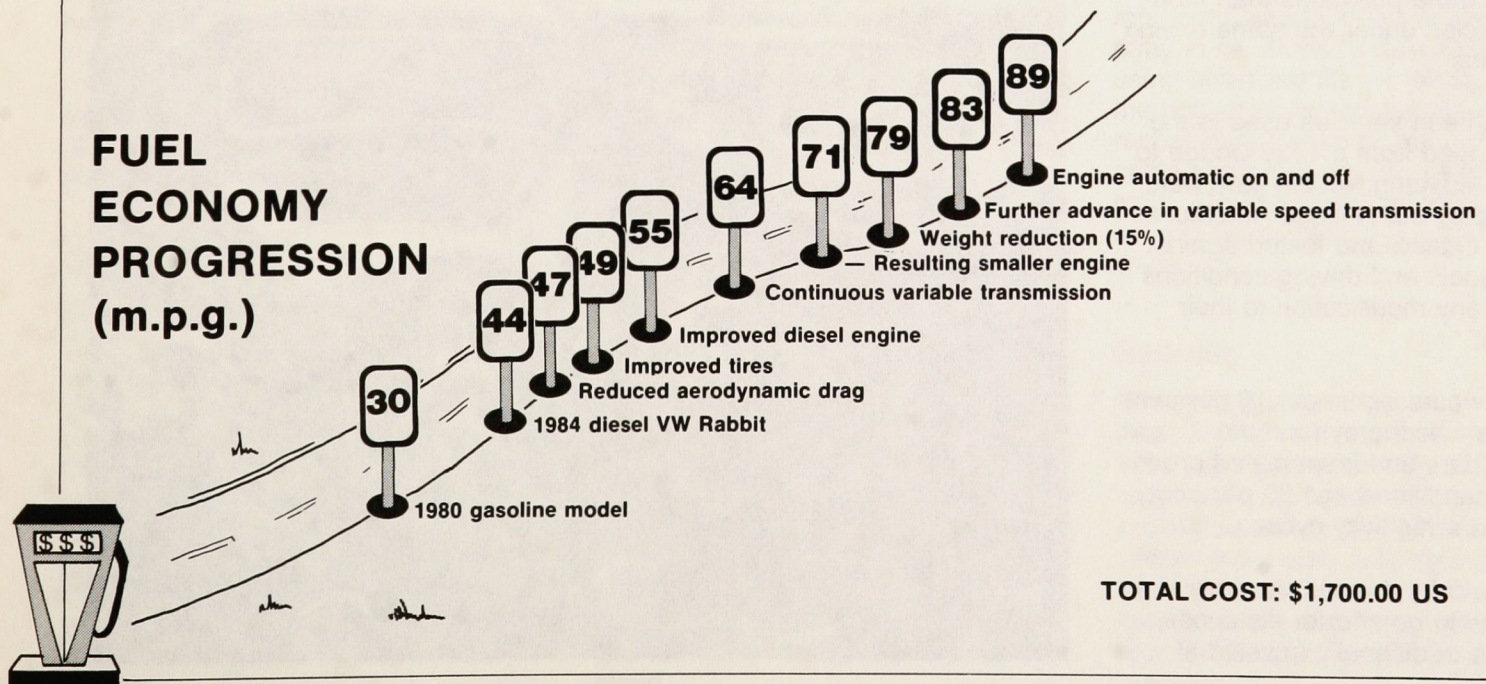 FUEL
ECONOMY
PROGRESSION
(m.p.g.)
89
83
79
71
64
55
49
47
44
30
Engine automatic on and off
Further advance in variable speed transmission
Weight reduction (15%)
Resulting smaller engine
Continuous variable transmission
Improved diesel engine
Improved tires
Reduced aerodynamic drag
1984 diesel VW Rabbit
1980 gasoline model
$$$
TOTAL COST: $1,700.00 US